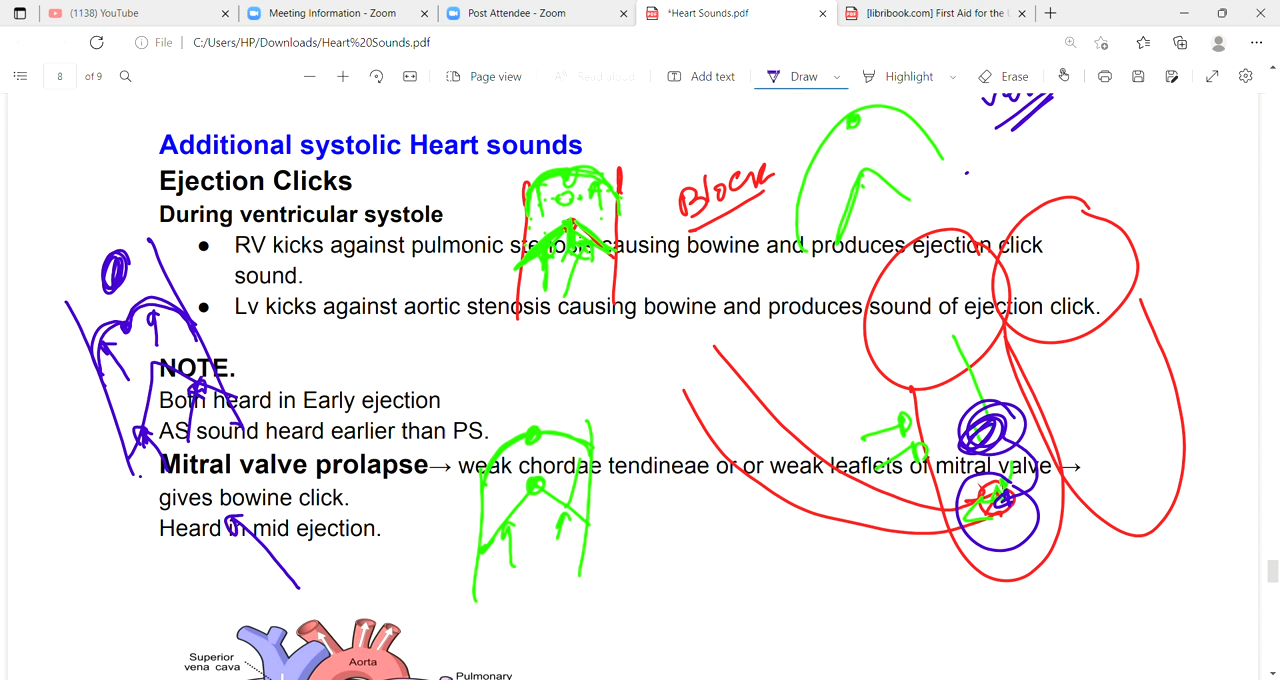 (1138) YouTube
Meeting Information - Zoom
Post Attendee - Zoom
*Heart Sounds.pdf
[libribook.com] First Aid for the
File
C:/Users/HP/Downloads/Heart%20Sounds.pdf
8 of 9
Page view
Read aloud
Add text
Draw
Highlight
Erase
Additional systolic Heart sounds
Ejection Clicks
Block
During ventricular systole
● RV kicks against pulmonic stenosis causing bowine and produces ejection click
sound.
● Lv kicks against aortic stenosis causing bowine and produces sound of ejection click.
NOTE.
Both heard in Early ejection
AS sound heard earlier than PS.
Mitral valve prolapse→ weak chordae tendineae or or weak leaflets of mitral valve →
gives bowine click.
Heard in mid ejection.
Superior
vena cava
Aorta
Pulmonary